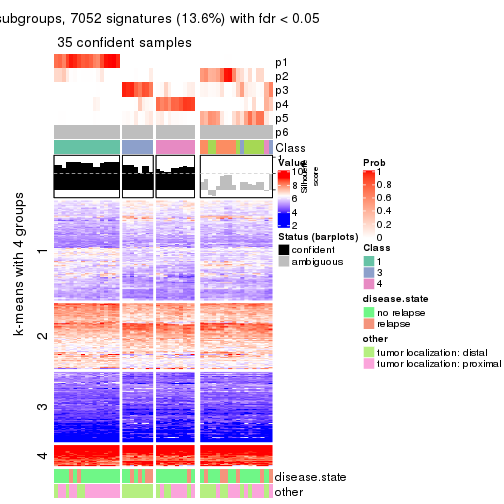 subgroups, 7052 signatures (13.6%) with fdr < 0.05
35 confident samples
p1
p2
p3
p4
p5
p6
Class
Silhouette
score
k-means with 4 groups
1
2
3
4
disease.state
other
Value
10
8
6
4
2
Status (barplots)
confident
ambiguous
Prob
1
0.8
0.6
0.4
0.2
0
Class
1
3
4
disease.state
no relapse
relapse
other
tumor localization: distal
tumor localization: proximal